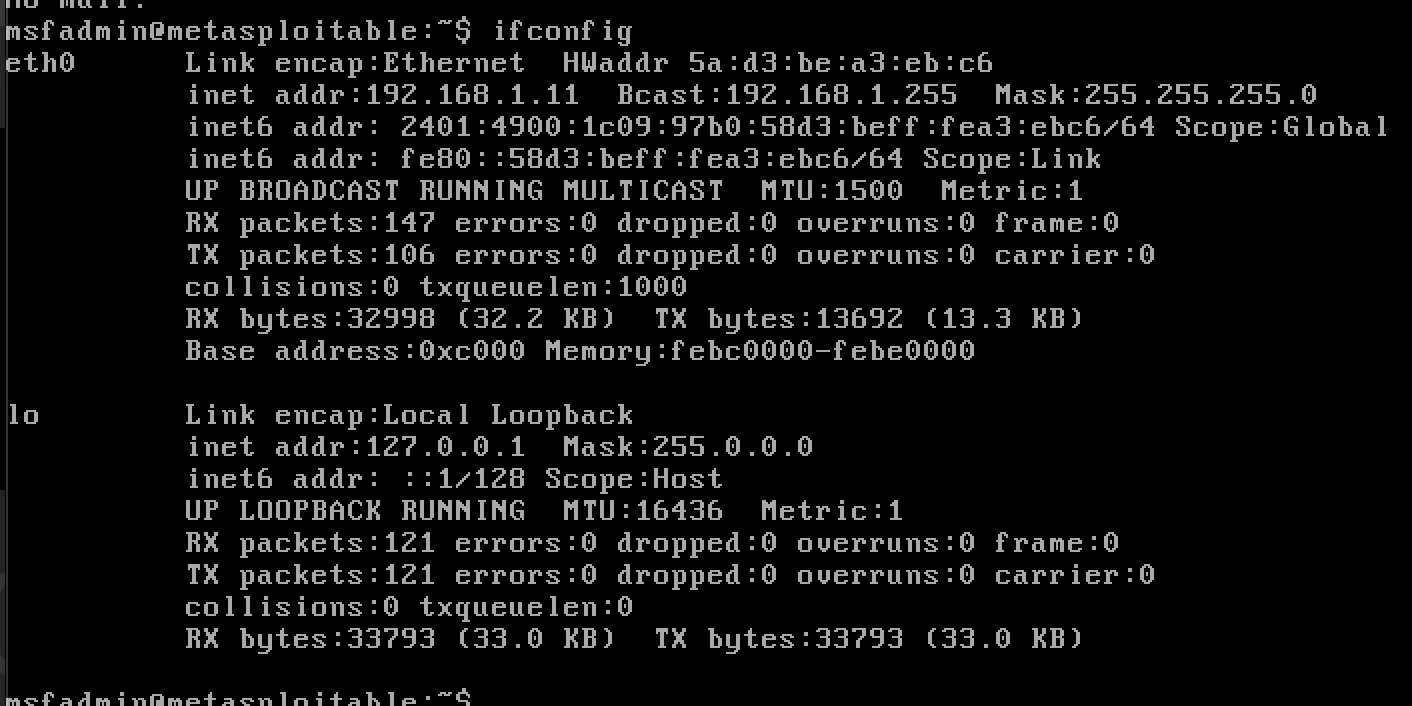 no mail.
msfadmin@metasploitable:~$ ifconfig
eth0      Link encap:Ethernet  HWaddr 5a:d3:be:a3:eb:c6
          inet addr:192.168.1.11  Bcast:192.168.1.255  Mask:255.255.255.0
          inet6 addr: 2401:4900:1c09:97b0:58d3:beff:fea3:ebc6/64 Scope:Global
          inet6 addr: fe80::58d3:beff:fea3:ebc6/64 Scope:Link
          UP BROADCAST RUNNING MULTICAST  MTU:1500  Metric:1
          RX packets:147 errors:0 dropped:0 overruns:0 frame:0
          TX packets:106 errors:0 dropped:0 overruns:0 carrier:0
          collisions:0 txqueuelen:1000
          RX bytes:32998 (32.2 KB)  TX bytes:13692 (13.3 KB)
          Base address:0xc000 Memory:febc0000-febe0000
lo        Link encap:Local Loopback
          inet addr:127.0.0.1  Mask:255.0.0.0
          inet6 addr: ::1/128 Scope:Host
          UP LOOPBACK RUNNING  MTU:16436  Metric:1
          RX packets:121 errors:0 dropped:0 overruns:0 frame:0
          TX packets:121 errors:0 dropped:0 overruns:0 carrier:0
          collisions:0 txqueuelen:0
          RX bytes:33793 (33.0 KB)  TX bytes:33793 (33.0 KB)
msfadmin@metasploitable:~$